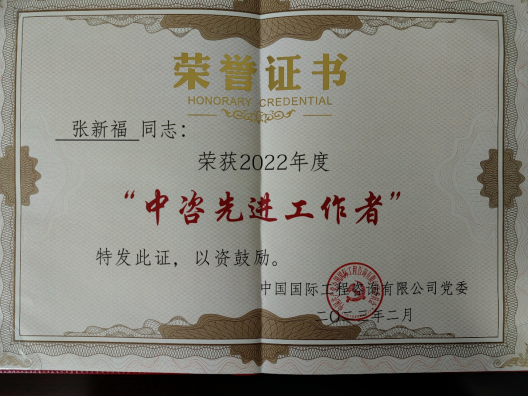 荣誉证书
HONORARY CREDENTIAL
张新福 同志：
荣获2022年度
“中咨先进工作者”
特发此证，以资鼓励。
中国国际工程咨询有限公司党委
二〇二三年二月